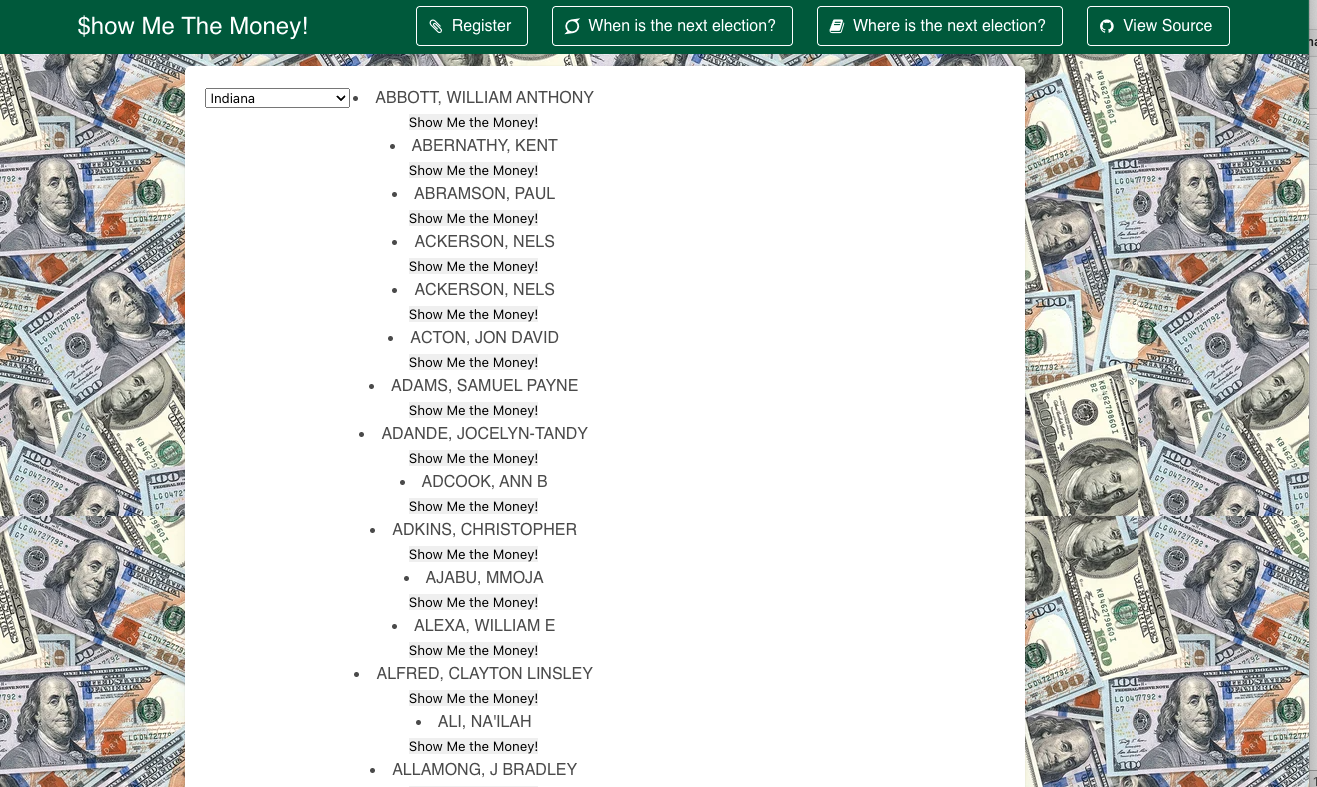 $how Me The Money!
Register
When is the next election?
Where is the next election?
View Source
Indiana
ABBOTT, WILLIAM ANTHONY
Show Me the Money!
ABERNATHY, KENT
Show Me the Money!
ABRAMSON, PAUL
Show Me the Money!
ACKERSON, NELS
Show Me the Money!
ACKERSON, NELS
Show Me the Money!
ACTON, JON DAVID
Show Me the Money!
ADAMS, SAMUEL PAYNE
Show Me the Money!
ADANDE, JOCELYN-TANDY
Show Me the Money!
ADCOOK, ANN B
Show Me the Money!
ADKINS, CHRISTOPHER
Show Me the Money!
AJABU, MMOJA
Show Me the Money!
ALEXA, WILLIAM E
Show Me the Money!
ALFRED, CLAYTON LINSLEY
Show Me the Money!
ALI, NA'ILAH
Show Me the Money!
ALLAMONG, J BRADLEY